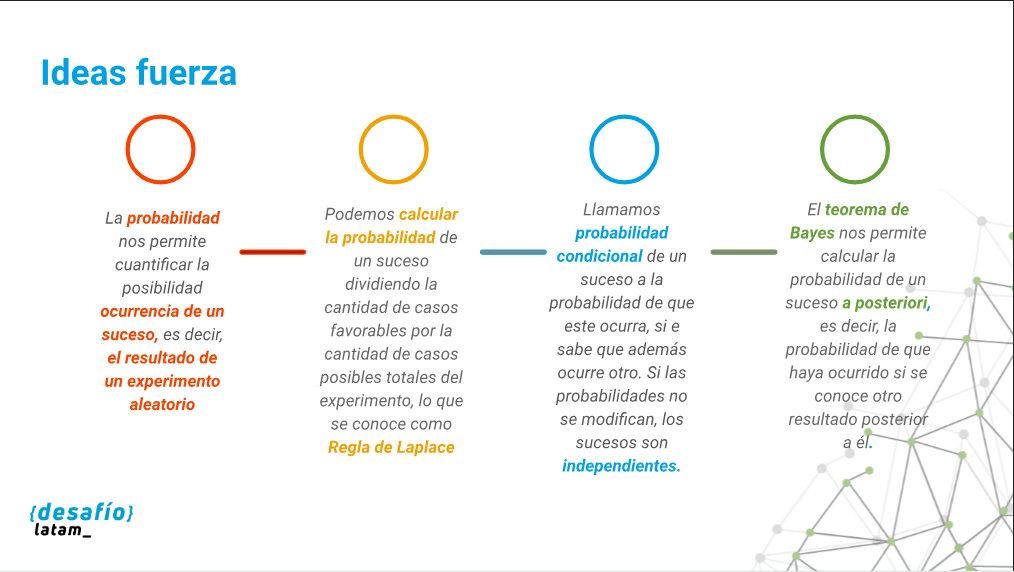 Ideas fuerza
La probabilidad
nos permite
cuantificar la
posibilidad
ocurrencia de un
suceso, es decir,
el resultado de
un experimento
aleatorio
Podemos calcular
la probabilidad de
un suceso
dividiendo la
cantidad de casos
favorables por la
cantidad de casos
posibles totales del
experimento, lo que
se conoce como
Regla de Laplace
Llamamos
probabilidad
condicional de un
suceso a la
probabilidad de que
este ocurra, si e
sabe que además
ocurre otro. Si las
probabilidades no
se modifican, los
sucesos son
independientes.
El teorema de
Bayes nos permite
calcular la
probabilidad de un
suceso a posteriori,
es decir, la
probabilidad de que
haya ocurrido si se
conoce otro
resultado posterior
a él.
{desafío}
latam_